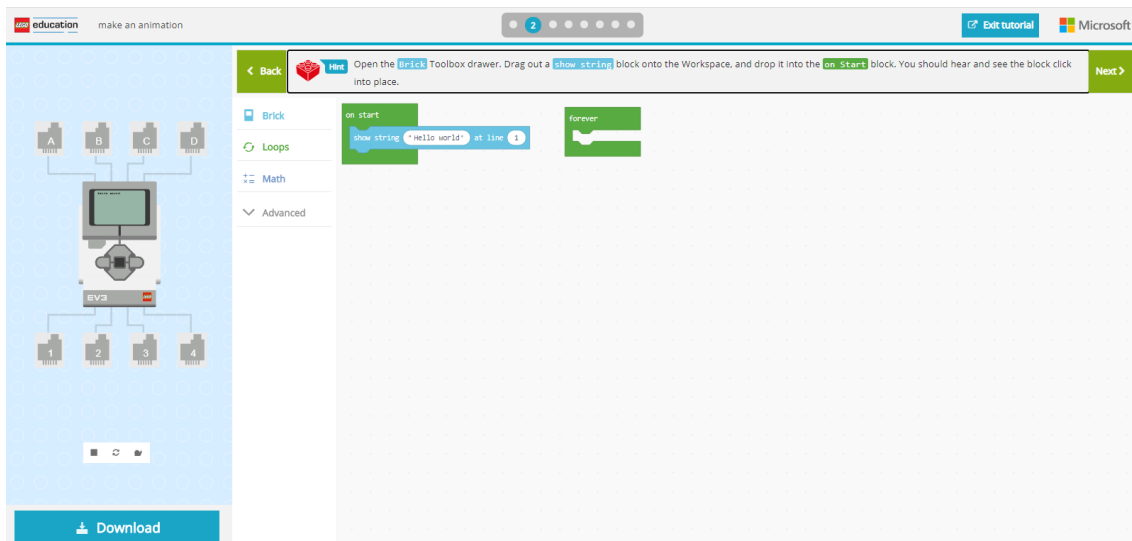 LEGO education make an animation 2 Exit tutorial Microsoft
Back Hint Open the Brick Toolbox drawer. Drag out a show string block onto the Workspace, and drop it into the on Start block. You should hear and see the block click Next
into place.
Brick
Loops
Math
Advanced
on start
show string "Hello world" at line 1
forever
A B C D
EV3
1 2 3 4
Download